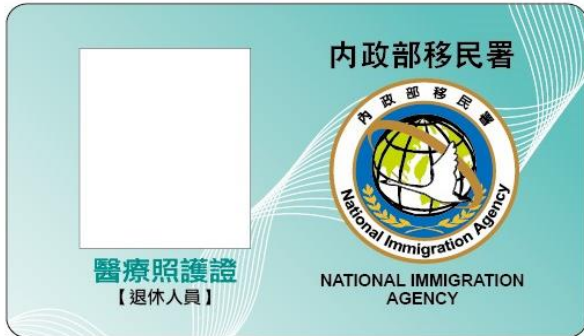 內政部移民署
內政部移民署
National Immigration Agency
醫療照護證
【退休人員】
NATIONAL IMMIGRATION
AGENCY